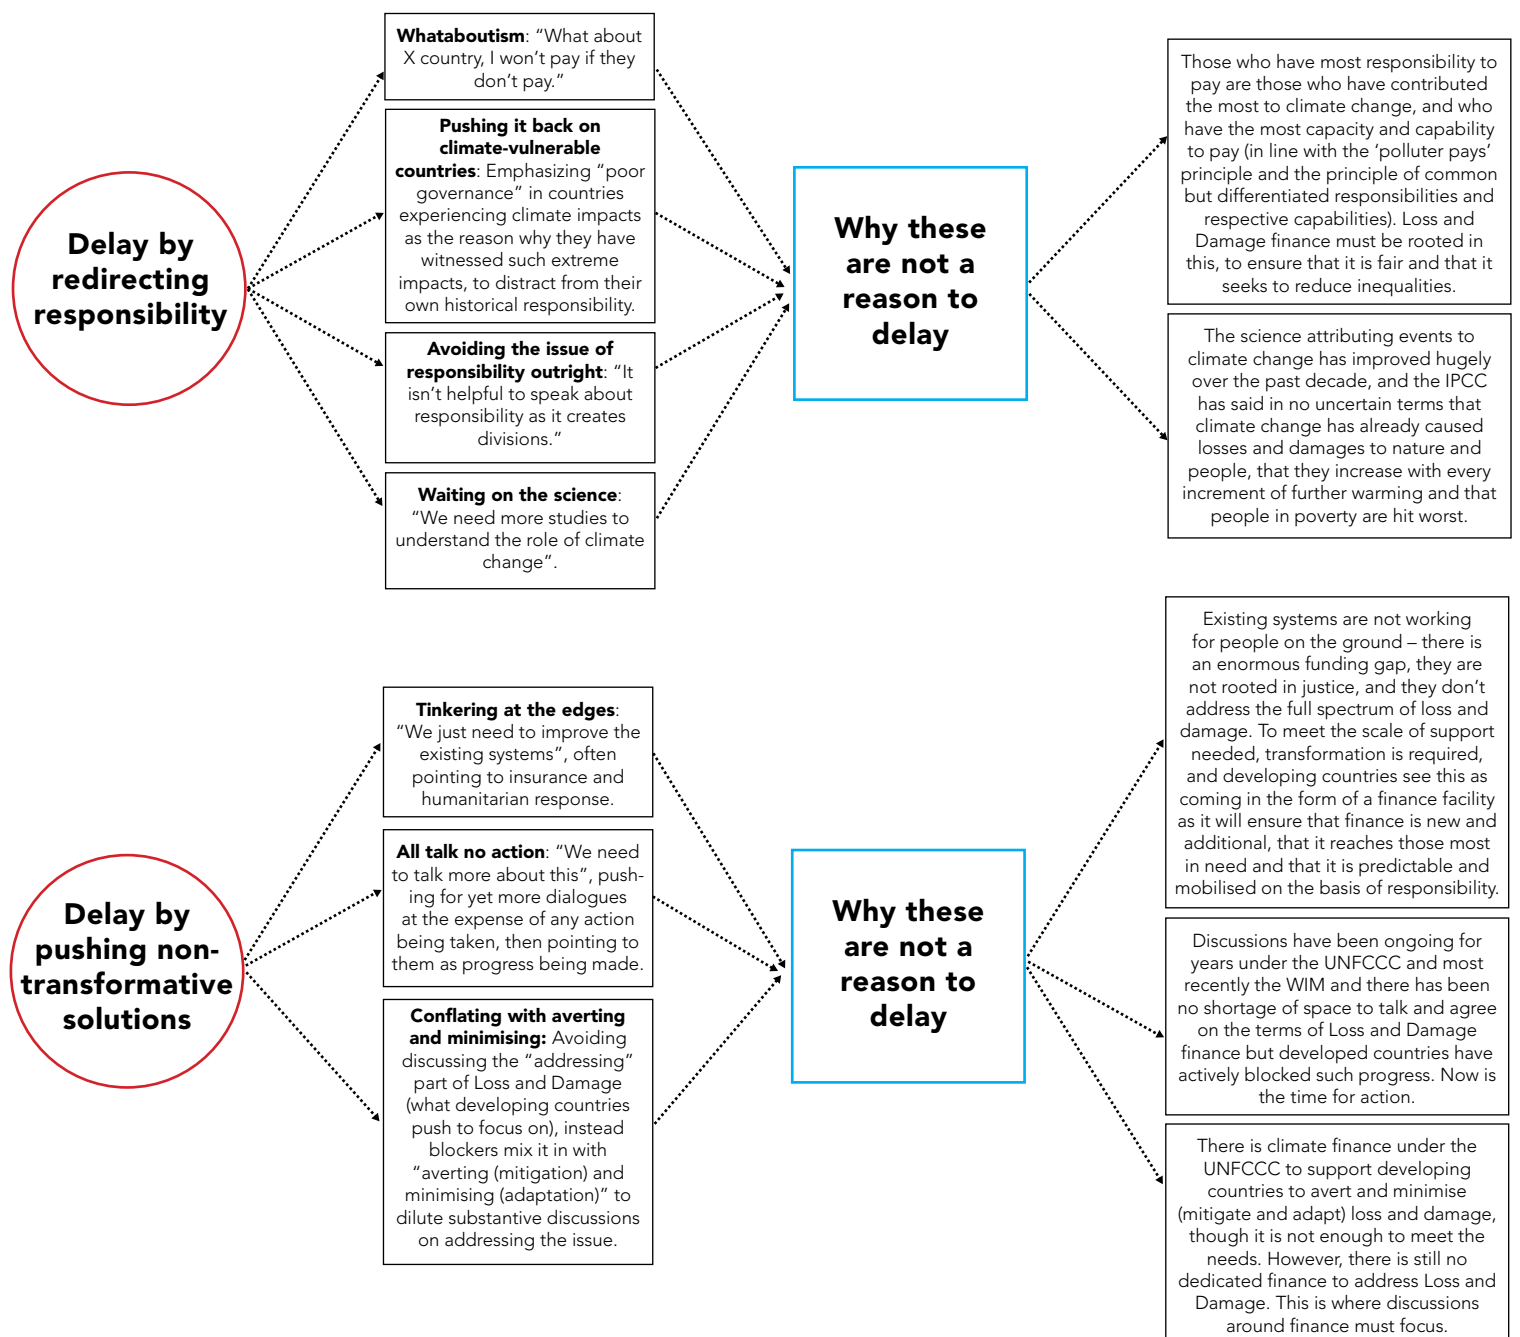 Delay by
redirecting
responsibility
Whataboutism: “What about
X country, I won’t pay if they
don’t pay.”
Pushing it back on
climate-vulnerable
countries: Emphasizing “poor
governance” in countries
experiencing climate impacts
as the reason why they have
witnessed such extreme
impacts, to distract from their
own historical responsibility.
Avoiding the issue of
responsibility outright: “It
isn’t helpful to speak about
responsibility as it creates
divisions.”
Waiting on the science:
“We need more studies to
understand the role of climate
change”.
Why these
are not a
reason to
delay
Those who have most responsibility to
pay are those who have contributed
the most to climate change, and who
have the most capacity and capability
to pay (in line with the ‘polluter pays’
principle and the principle of common
but differentiated responsibilities and
respective capabilities). Loss and
Damage finance must be rooted in
this, to ensure that it is fair and that it
seeks to reduce inequalities.
The science attributing events to
climate change has improved hugely
over the past decade, and the IPCC
has said in no uncertain terms that
climate change has already caused
losses and damages to nature and
people, that they increase with every
increment of further warming and that
people in poverty are hit worst.
Delay by
pushing non-
transformative
solutions
Tinkering at the edges:
“We just need to improve the
existing systems”, often
pointing to insurance and
humanitarian response.
All talk no action: “We need
to talk more about this”, push-
ing for yet more dialogues
at the expense of any action
being taken, then pointing to
them as progress being made.
Conflating with averting
and minimising: Avoiding
discussing the “addressing”
part of Loss and Damage
(what developing countries
push to focus on), instead
blockers mix it in with
“averting (mitigation) and
minimising (adaptation)” to
dilute substantive discussions
on addressing the issue.
Why these
are not a
reason to
delay
Existing systems are not working
for people on the ground – there is
an enormous funding gap, they are
not rooted in justice, and they don’t
address the full spectrum of loss and
damage. To meet the scale of support
needed, transformation is required,
and developing countries see this as
coming in the form of a finance facility
as it will ensure that finance is new and
additional, that it reaches those most
in need and that it is predictable and
mobilised on the basis of responsibility.
Discussions have been ongoing for
years under the UNFCCC and most
recently the WIM and there has been
no shortage of space to talk and agree
on the terms of Loss and Damage
finance but developed countries have
actively blocked such progress. Now is
the time for action.
There is climate finance under the
UNFCCC to support developing
countries to avert and minimise
(mitigate and adapt) loss and damage,
though it is not enough to meet the
needs. However, there is still no
dedicated finance to address Loss and
Damage. This is where discussions
around finance must focus.